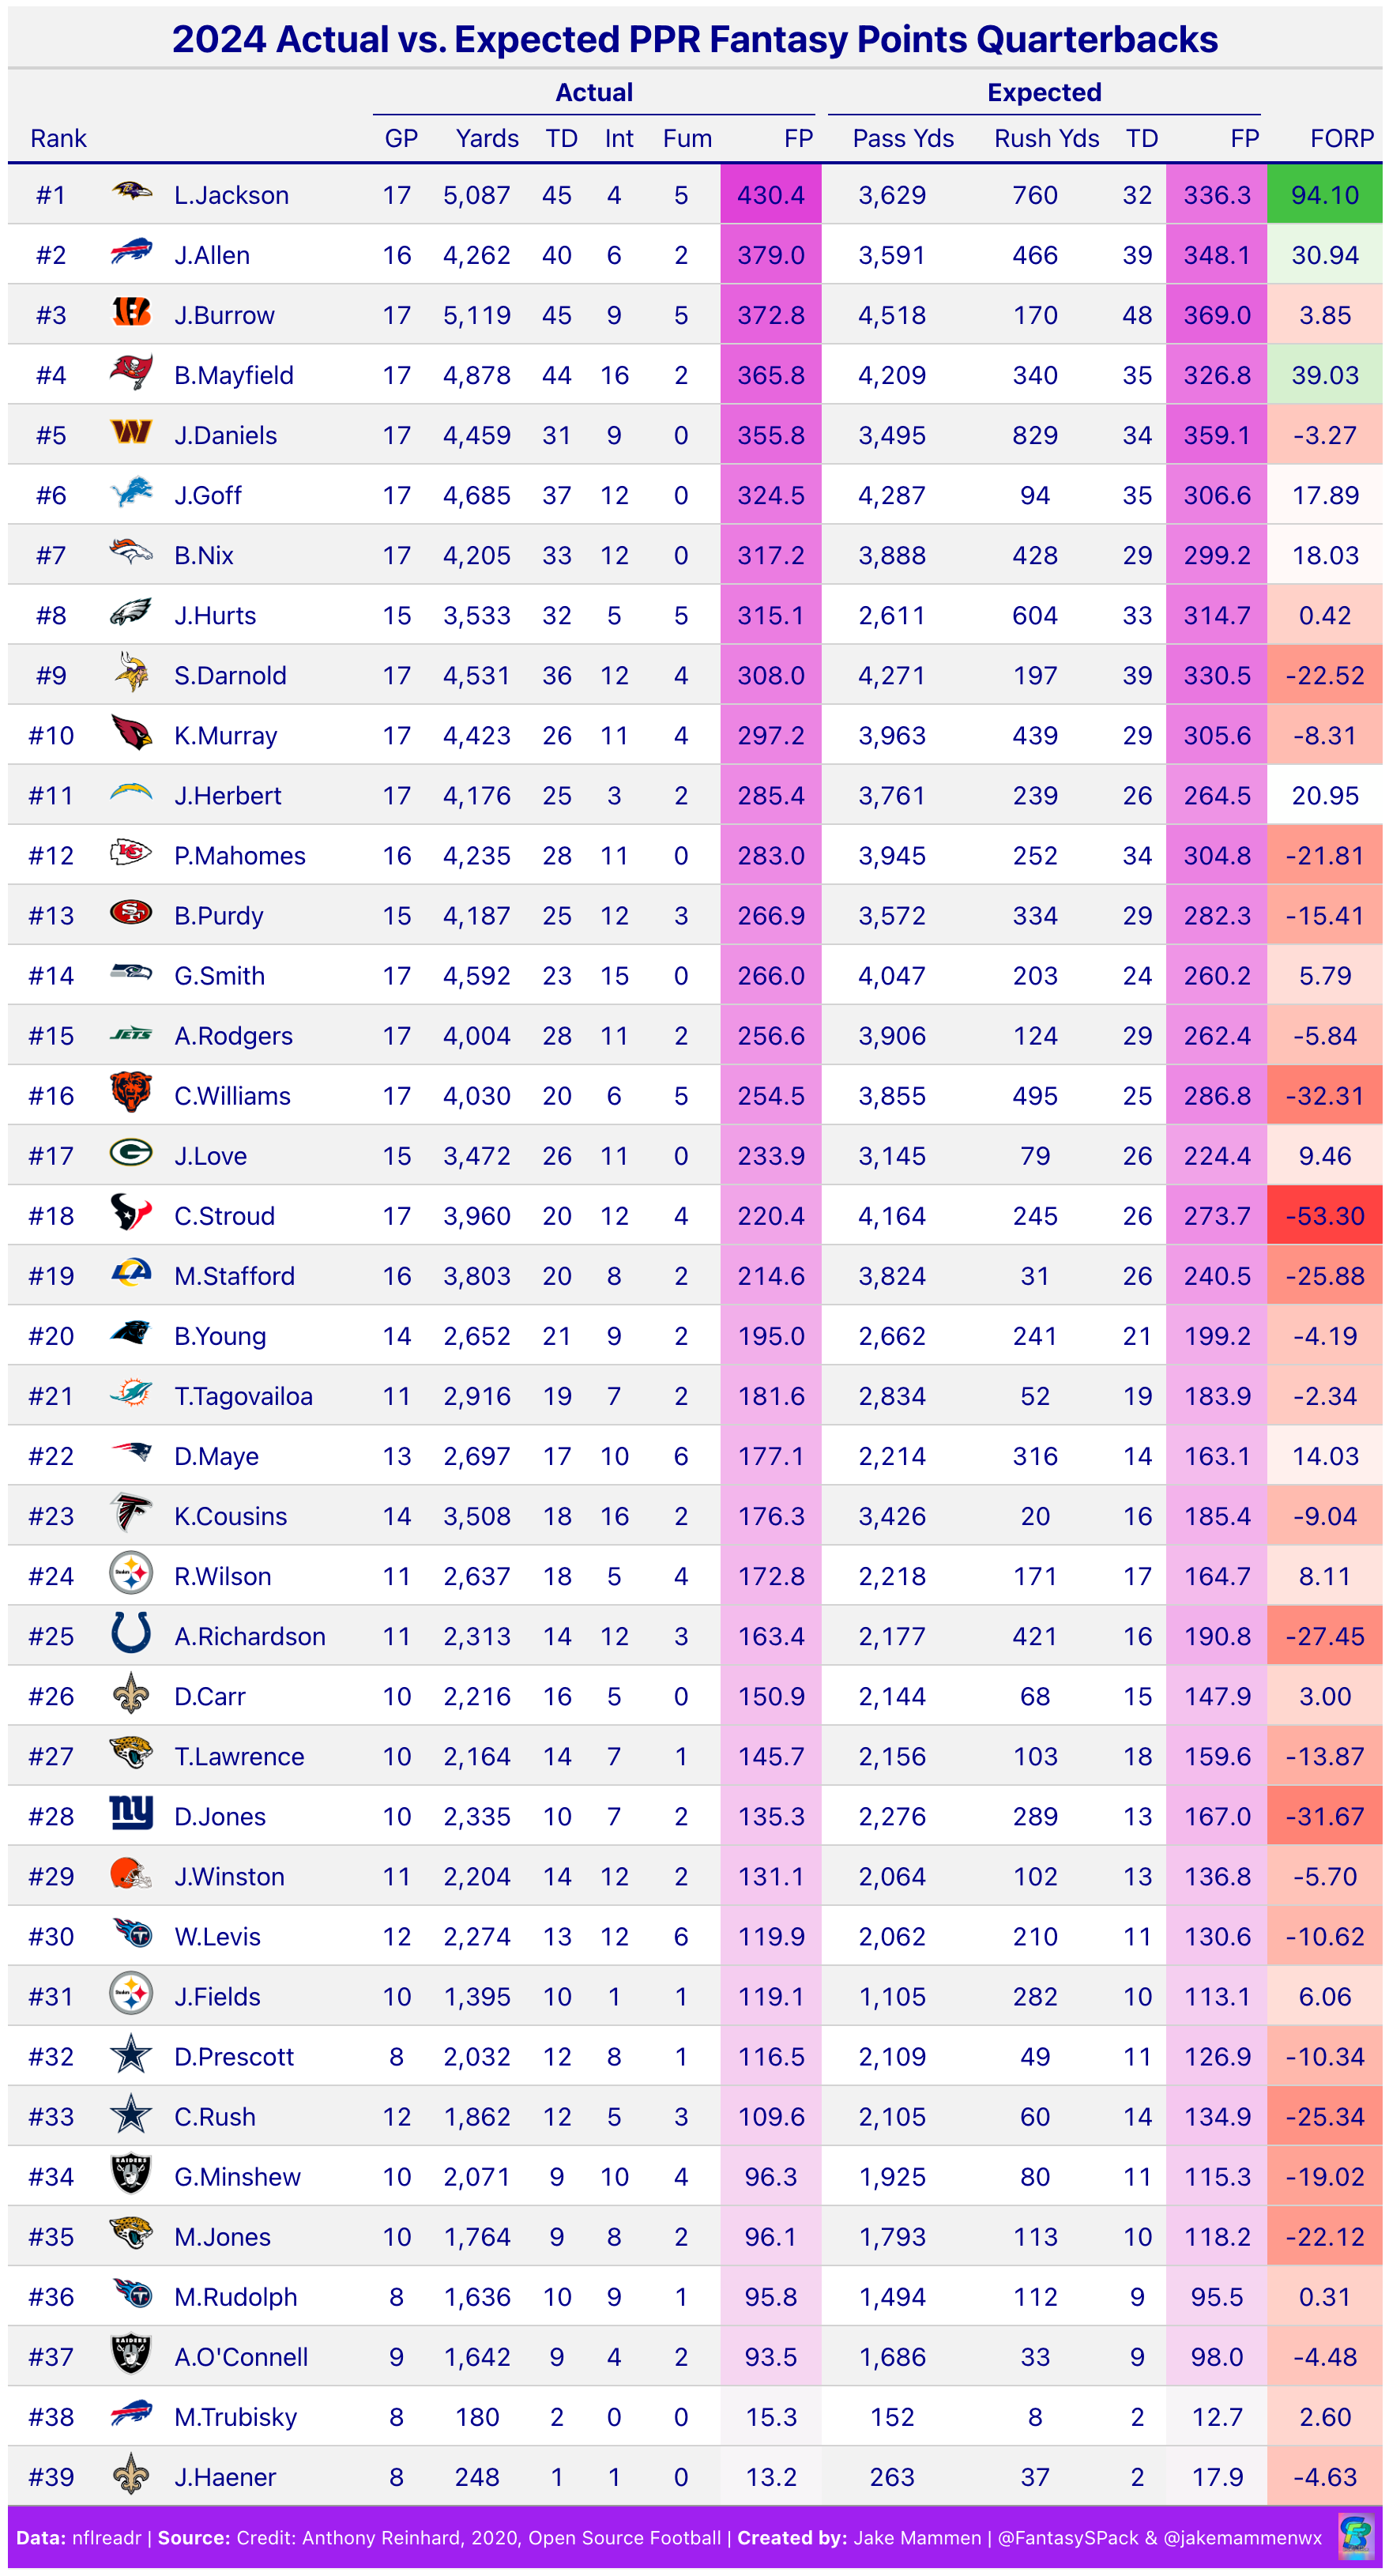 2024 Actual vs. Expected PPR Fantasy Points Quarterbacks
Actual Expected
Rank GP Yards TD Int Fum FP Pass Yds Rush Yds TD FP FORP
#1 L.Jackson 17 5,087 45 4 5 430.4 3,629 760 32 336.3 94.10
#2 J.Allen 16 4,262 40 6 2 379.0 3,591 466 39 348.1 30.94
#3 J.Burrow 17 5,119 45 9 5 372.8 4,518 170 48 369.0 3.85
#4 B.Mayfield 17 4,878 44 16 2 365.8 4,209 340 35 326.8 39.03
#5 J.Daniels 17 4,459 31 9 0 355.8 3,495 829 34 359.1 -3.27
#6 J.Goff 17 4,685 37 12 0 324.5 4,287 94 35 306.6 17.89
#7 B.Nix 17 4,205 33 12 0 317.2 3,888 428 29 299.2 18.03
#8 J.Hurts 15 3,533 32 5 5 315.1 2,611 604 33 314.7 0.42
#9 S.Darnold 17 4,531 36 12 4 308.0 4,271 197 39 330.5 -22.52
#10 K.Murray 17 4,423 26 11 4 297.2 3,963 439 29 305.6 -8.31
#11 J.Herbert 17 4,176 25 3 2 285.4 3,761 239 26 264.5 20.95
#12 P.Mahomes 16 4,235 28 11 0 283.0 3,945 252 34 304.8 -21.81
#13 B.Purdy 15 4,187 25 12 3 266.9 3,572 334 29 282.3 -15.41
#14 G.Smith 17 4,592 23 15 0 266.0 4,047 203 24 260.2 5.79
#15 JETS A.Rodgers 17 4,004 28 11 2 256.6 3,906 124 29 262.4 -5.84
#16 C.Williams 17 4,030 20 6 5 254.5 3,855 495 25 286.8 -32.31
#17 J.Love 15 3,472 26 11 0 233.9 3,145 79 26 224.4 9.46
#18 C.Stroud 17 3,960 20 12 4 220.4 4,164 245 26 273.7 -53.30
#19 M.Stafford 16 3,803 20 8 2 214.6 3,824 31 26 240.5 -25.88
#20 B.Young 14 2,652 21 9 2 195.0 2,662 241 21 199.2 -4.19
#21 T.Tagovailoa 11 2,916 19 7 2 181.6 2,834 52 19 183.9 -2.34
#22 D.Maye 13 2,697 17 10 6 177.1 2,214 316 14 163.1 14.03
#23 K.Cousins 14 3,508 18 16 2 176.3 3,426 20 16 185.4 -9.04
#24 Steelers R.Wilson 11 2,637 18 5 4 172.8 2,218 171 17 164.7 8.11
#25 A.Richardson 11 2,313 14 12 3 163.4 2,177 421 16 190.8 -27.45
#26 D.Carr 10 2,216 16 5 0 150.9 2,144 68 15 147.9 3.00
#27 T.Lawrence 10 2,164 14 7 1 145.7 2,156 103 18 159.6 -13.87
#28 ny D.Jones 10 2,335 10 7 2 135.3 2,276 289 13 167.0 -31.67
#29 J.Winston 11 2,204 14 12 2 131.1 2,064 102 13 136.8 -5.70
#30 W.Levis 12 2,274 13 12 6 119.9 2,062 210 11 130.6 -10.62
#31 Steelers J.Fields 10 1,395 10 1 1 119.1 1,105 282 10 113.1 6.06
#32 D.Prescott 8 2,032 12 8 1 116.5 2,109 49 11 126.9 -10.34
#33 C.Rush 12 1,862 12 5 3 109.6 2,105 60 14 134.9 -25.34
#34 RAIDERS G.Minshew 10 2,071 9 10 4 96.3 1,925 80 11 115.3 -19.02
#35 M.Jones 10 1,764 9 8 2 96.1 1,793 113 10 118.2 -22.12
#36 M.Rudolph 8 1,636 10 9 1 95.8 1,494 112 9 95.5 0.31
#37 RAIDERS A.O'Connell 9 1,642 9 4 2 93.5 1,686 33 9 98.0 -4.48
#38 M.Trubisky 8 180 2 0 0 15.3 152 8 2 12.7 2.60
#39 J.Haener 8 248 1 1 0 13.2 263 37 2 17.9 -4.63
Data: nflreadr | Source: Credit: Anthony Reinhard, 2020, Open Source Football | Created by: Jake Mammen | @FantasySPack & @jakemammenwx